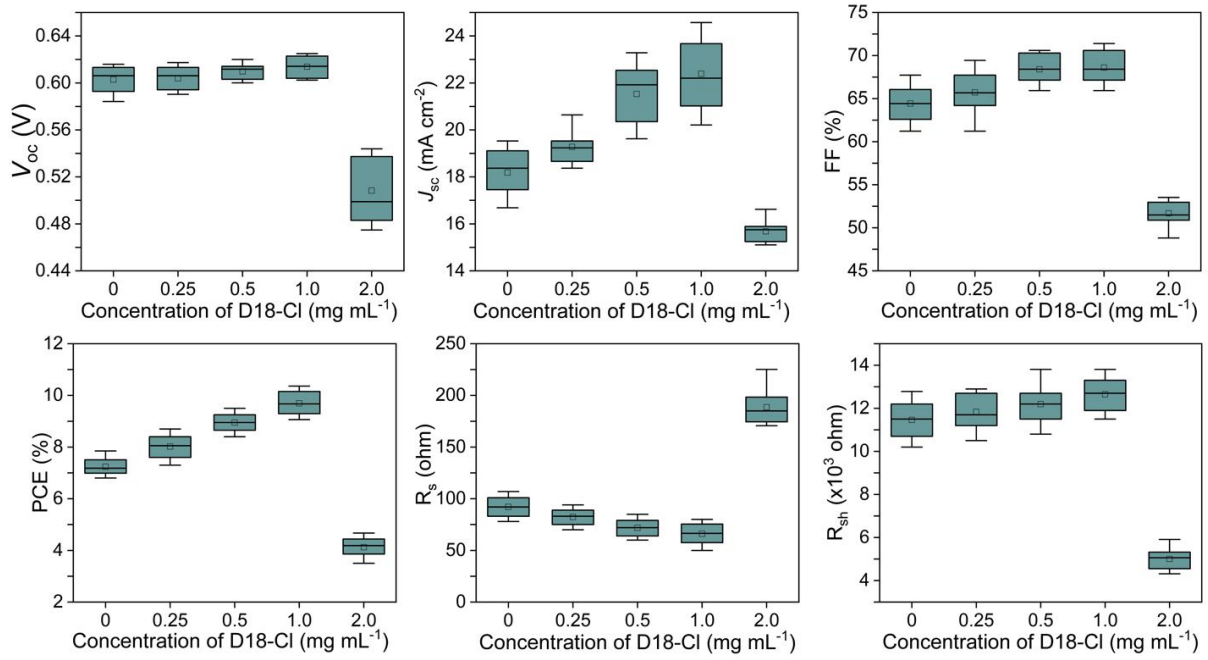 V_oc (V)
0.64
0.60
0.56
0.52
0.48
0.44
0 0.25 0.5 1.0 2.0
Concentration of D18-Cl (mg mL⁻¹)
J_sc (mA cm⁻²)
24
22
20
18
16
14
0 0.25 0.5 1.0 2.0
Concentration of D18-Cl (mg mL⁻¹)
FF (%)
75
70
65
60
55
50
45
0 0.25 0.5 1.0 2.0
Concentration of D18-Cl (mg mL⁻¹)
PCE (%)
12
10
8
6
4
2
0 0.25 0.5 1.0 2.0
Concentration of D18-Cl (mg mL⁻¹)
R_s (ohm)
250
200
150
100
50
0
0 0.25 0.5 1.0 2.0
Concentration of D18-Cl (mg mL⁻¹)
R_sh (x10³ ohm)
14
12
10
8
6
4
0 0.25 0.5 1.0 2.0
Concentration of D18-Cl (mg mL⁻¹)